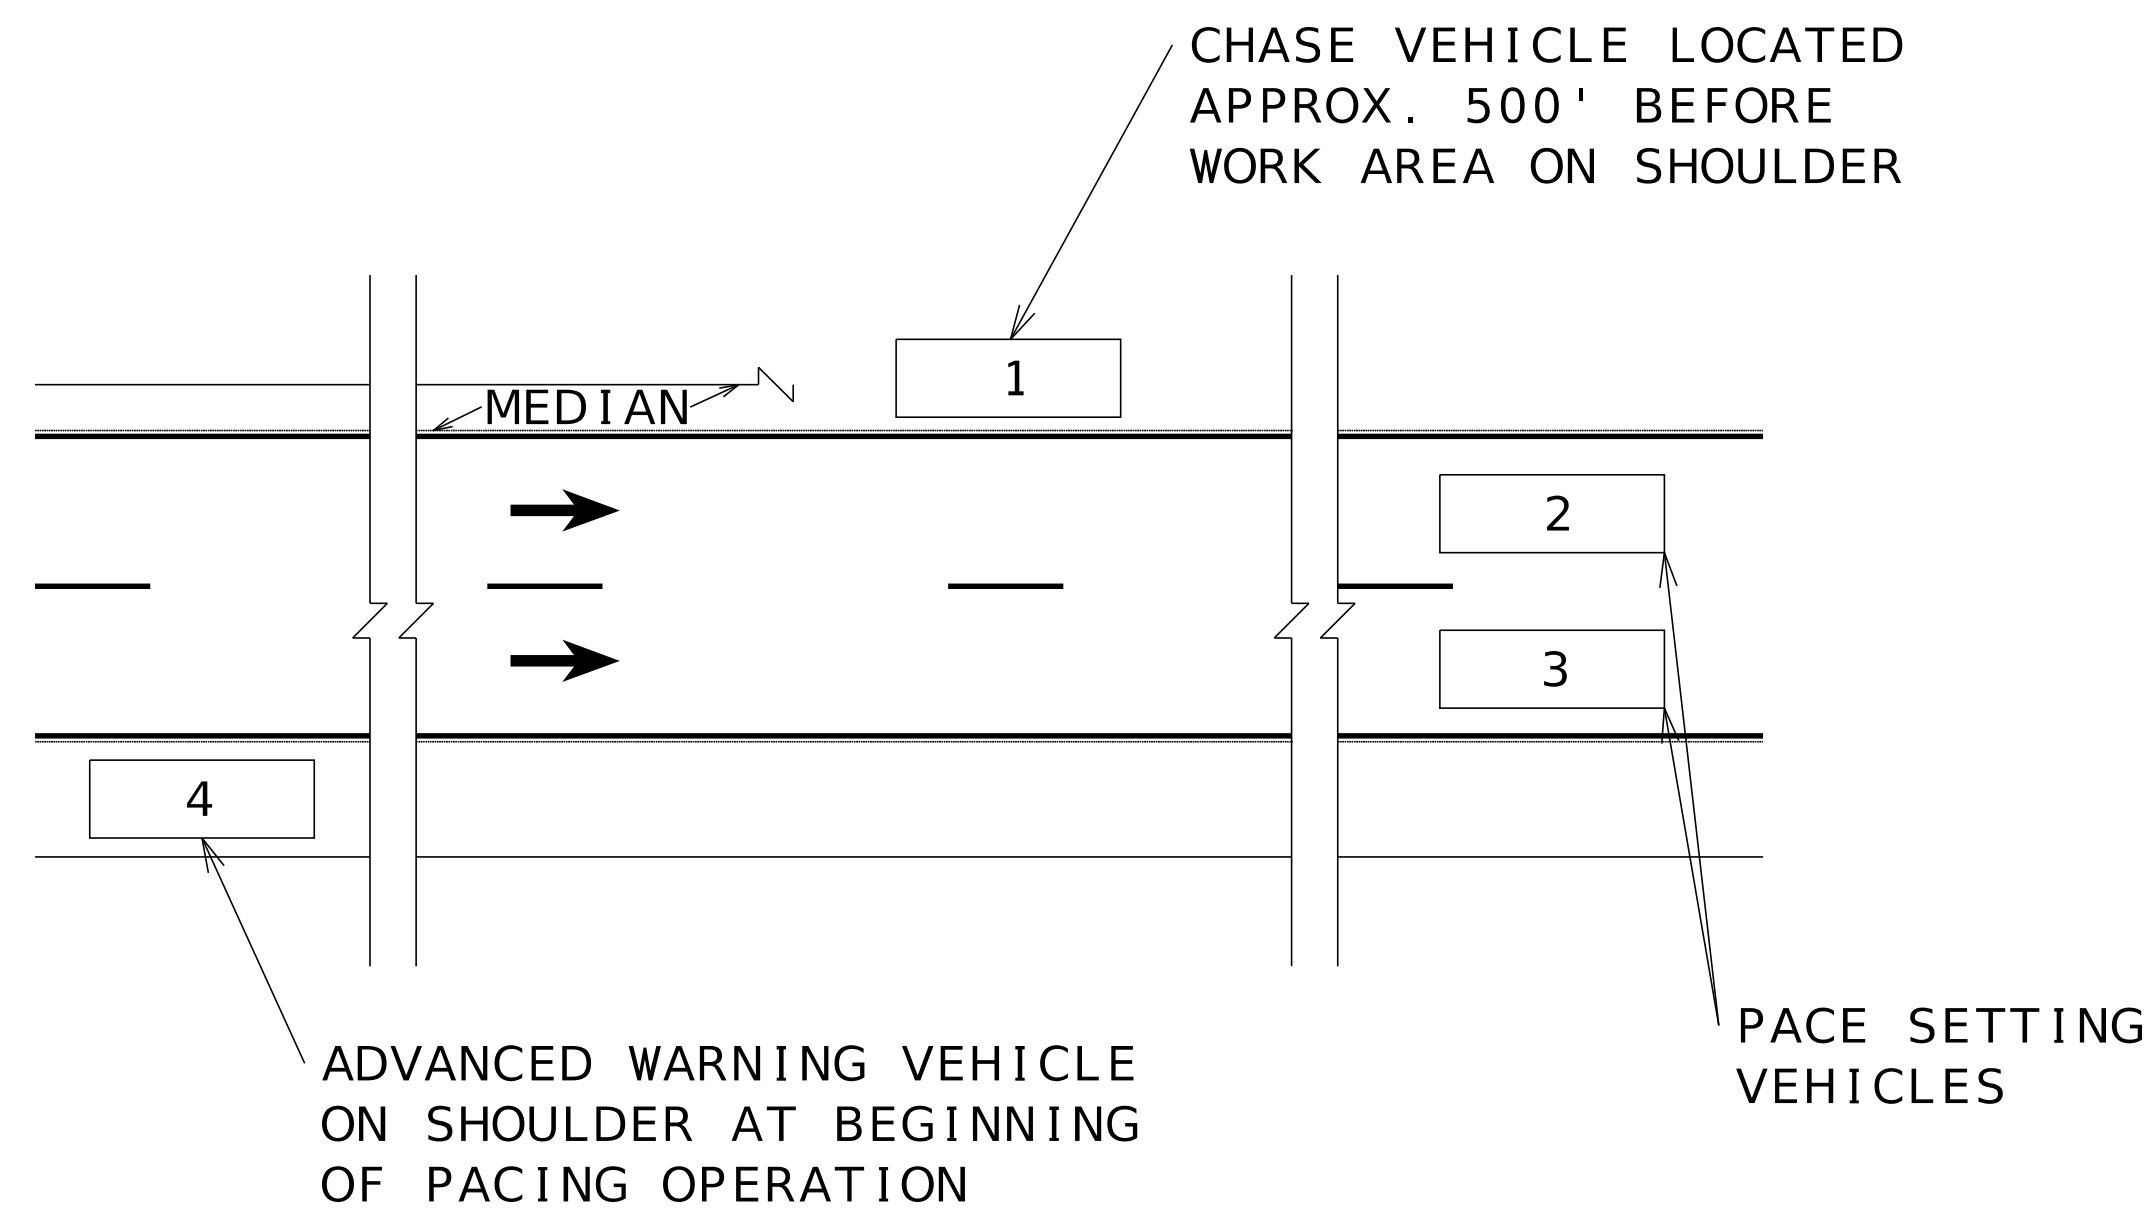 CHASE VEHICLE LOCATED
APPROX. 500' BEFORE
WORK AREA ON SHOULDER
1
MEDIAN
2
3
4
PACE SETTING
VEHICLES
ADVANCED WARNING VEHICLE
ON SHOULDER AT BEGINNING
OF PACING OPERATION